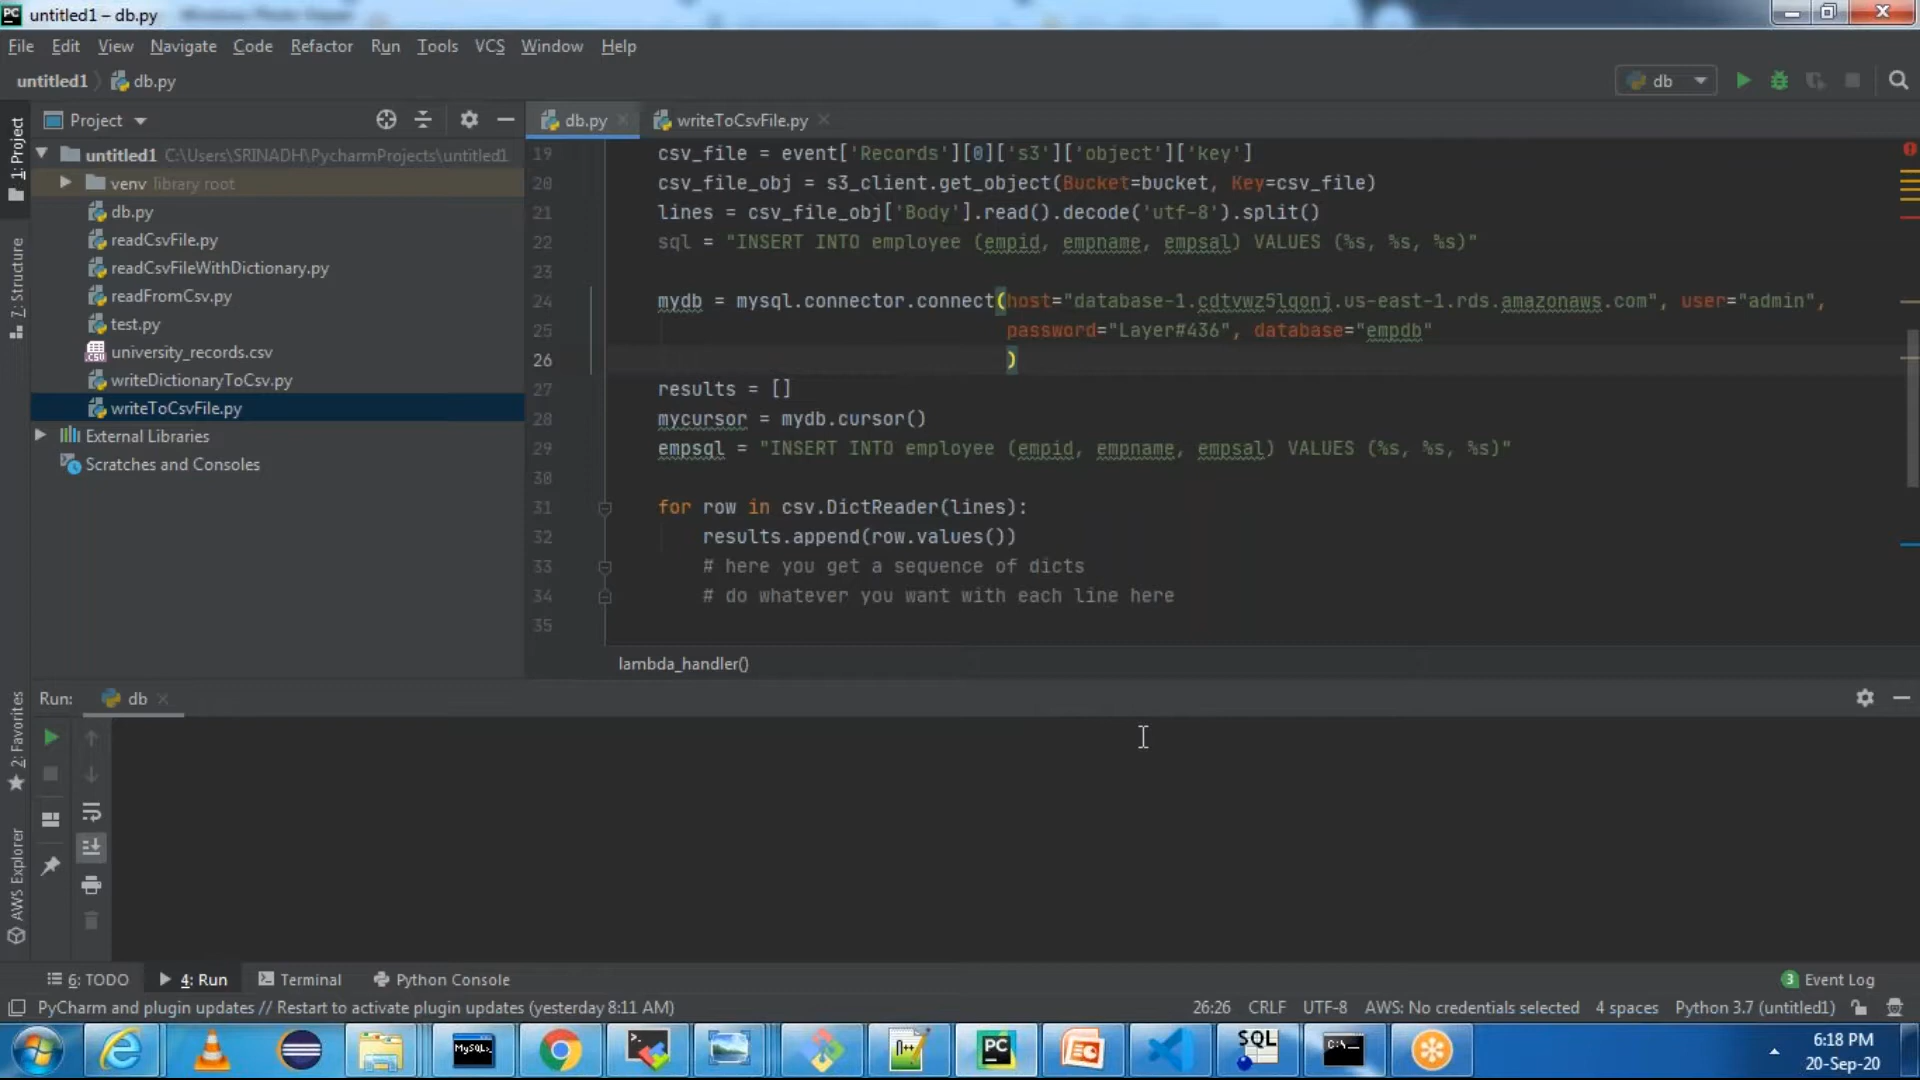 untitled1 – db.py
File Edit View Navigate Code Refactor Run Tools VCS Window Help
untitled1 db.py
db
Project
db.py
writeToCsvFile.py
1: Project
7: Structure
2: Favorites
AWS Explorer
untitled1 C:\Users\SRINADH\PycharmProjects\untitled1
venv library root
db.py
readCsvFile.py
readCsvFileWithDictionary.py
readFromCsv.py
test.py
university_records.csv
writeDictionaryToCsv.py
writeToCsvFile.py
External Libraries
Scratches and Consoles
19 csv_file = event['Records'][0]['s3']['object']['key']
20 csv_file_obj = s3_client.get_object(Bucket=bucket, Key=csv_file)
21 lines = csv_file_obj['Body'].read().decode('utf-8').split()
22 sql = "INSERT INTO employee (empid, empname, empsal) VALUES (%s, %s, %s)"
23
24 mydb = mysql.connector.connect(host="database-1.cdtvwz5lqonj.us-east-1.rds.amazonaws.com", user="admin",
25 password="Layer#436", database="empdb"
26 )
27 results = []
28 mycursor = mydb.cursor()
29 empsql = "INSERT INTO employee (empid, empname, empsal) VALUES (%s, %s, %s)"
30
31 for row in csv.DictReader(lines):
32 results.append(row.values())
33 # here you get a sequence of dicts
34 # do whatever you want with each line here
35
lambda_handler()
Run: db
6: TODO 4: Run Terminal Python Console 3 Event Log
PyCharm and plugin updates // Restart to activate plugin updates (yesterday 8:11 AM) 26:26 CRLF UTF-8 AWS: No credentials selected 4 spaces Python 3.7 (untitled1)
6:18 PM
20-Sep-20